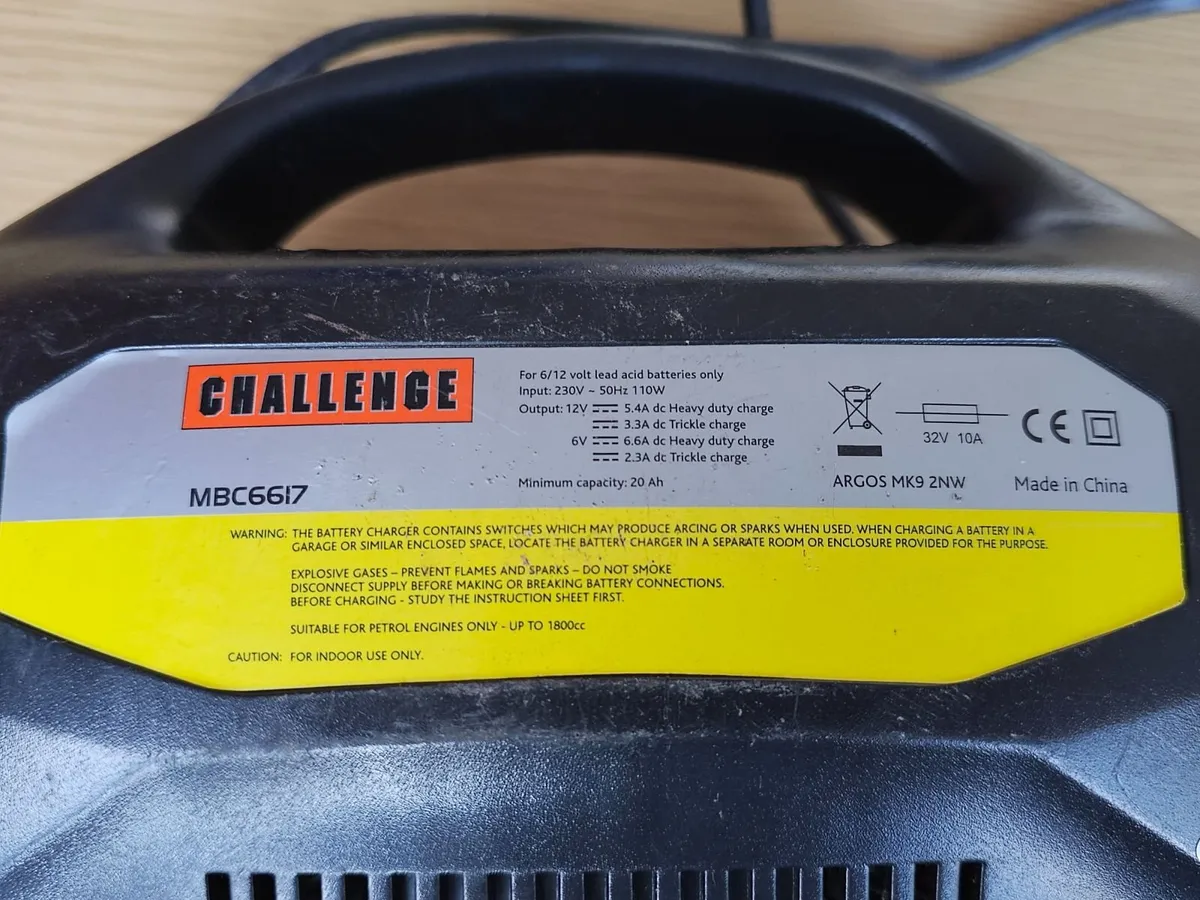 CHALLENGE
MBC6617
For 6/12 volt lead acid batteries only
Input: 230V ~ 50Hz 110W
Output: 12V 5.4A dc Heavy duty charge
3.3A dc Trickle charge
6V 6.6A dc Heavy duty charge
2.3A dc Trickle charge
Minimum capacity: 20 Ah
32V 10A
CE
ARGOS MK9 2NW
Made in China
WARNING: THE BATTERY CHARGER CONTAINS SWITCHES WHICH MAY PRODUCE ARCING OR SPARKS WHEN USED. WHEN CHARGING A BATTERY IN A
GARAGE OR SIMILAR ENCLOSED SPACE, LOCATE THE BATTERY CHARGER IN A SEPARATE ROOM OR ENCLOSURE PROVIDED FOR THE PURPOSE.
EXPLOSIVE GASES – PREVENT FLAMES AND SPARKS – DO NOT SMOKE
DISCONNECT SUPPLY BEFORE MAKING OR BREAKING BATTERY CONNECTIONS.
BEFORE CHARGING - STUDY THE INSTRUCTION SHEET FIRST.
SUITABLE FOR PETROL ENGINES ONLY - UP TO 1800cc
CAUTION: FOR INDOOR USE ONLY.